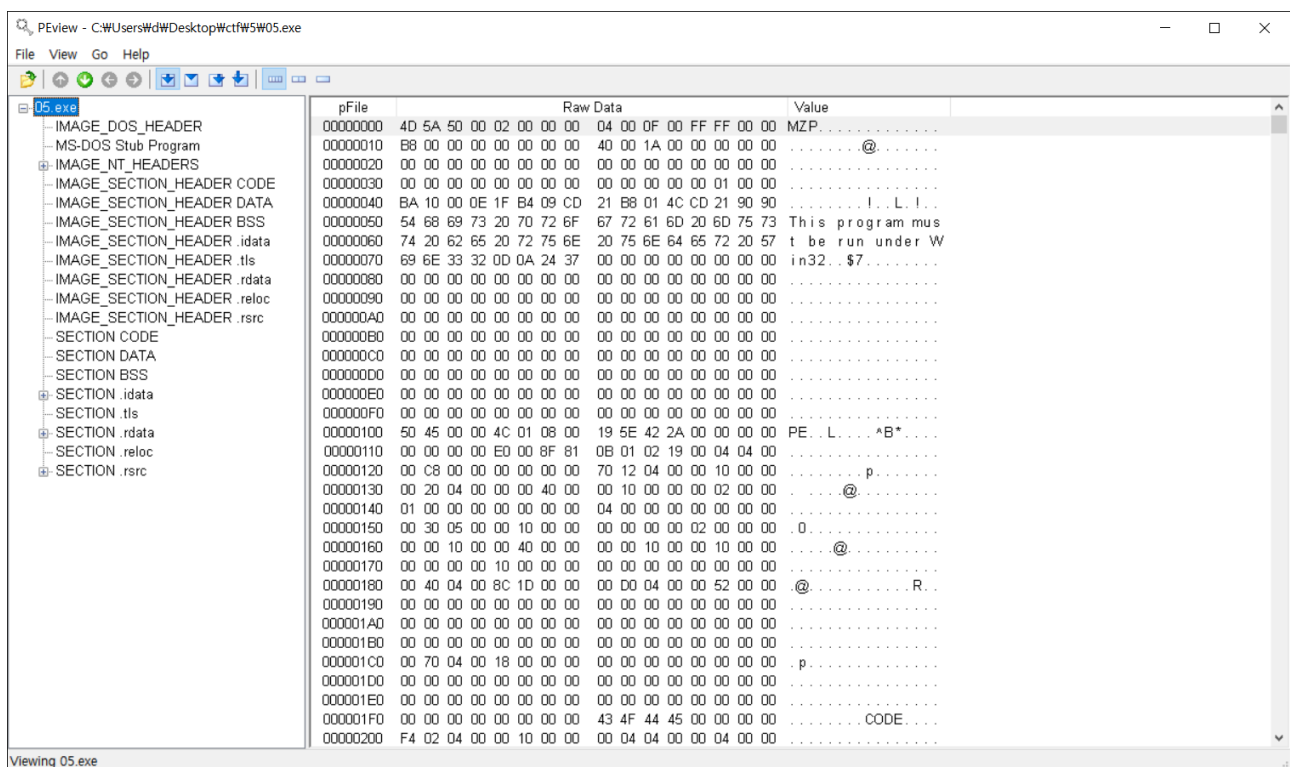 PEview - C:₩Users₩d₩Desktop₩ctf₩5₩05.exe
File View Go Help
05.exe
IMAGE_DOS_HEADER
MS-DOS Stub Program
IMAGE_NT_HEADERS
IMAGE_SECTION_HEADER CODE
IMAGE_SECTION_HEADER DATA
IMAGE_SECTION_HEADER BSS
IMAGE_SECTION_HEADER .idata
IMAGE_SECTION_HEADER .tls
IMAGE_SECTION_HEADER .rdata
IMAGE_SECTION_HEADER .reloc
IMAGE_SECTION_HEADER .rsrc
SECTION CODE
SECTION DATA
SECTION BSS
SECTION .idata
SECTION .tls
SECTION .rdata
SECTION .reloc
SECTION .rsrc
pFile Raw Data Value
00000000 4D 5A 50 00 02 00 00 00 04 00 0F 00 FF FF 00 00 MZP.............
00000010 B8 00 00 00 00 00 00 00 40 00 1A 00 00 00 00 00 ........@.......
00000020 00 00 00 00 00 00 00 00 00 00 00 00 00 00 00 00 ................
00000030 00 00 00 00 00 00 00 00 00 00 00 00 00 01 00 00 ................
00000040 BA 10 00 0E 1F B4 09 CD 21 B8 01 4C CD 21 90 90 ........!..L.!..
00000050 54 68 69 73 20 70 72 6F 67 72 61 6D 20 6D 75 73 This program mus
00000060 74 20 62 65 20 72 75 6E 20 75 6E 64 65 72 20 57 t be run under W
00000070 69 6E 33 32 0D 0A 24 37 00 00 00 00 00 00 00 00 in32..$7........
00000080 00 00 00 00 00 00 00 00 00 00 00 00 00 00 00 00 ................
00000090 00 00 00 00 00 00 00 00 00 00 00 00 00 00 00 00 ................
000000A0 00 00 00 00 00 00 00 00 00 00 00 00 00 00 00 00 ................
000000B0 00 00 00 00 00 00 00 00 00 00 00 00 00 00 00 00 ................
000000C0 00 00 00 00 00 00 00 00 00 00 00 00 00 00 00 00 ................
000000D0 00 00 00 00 00 00 00 00 00 00 00 00 00 00 00 00 ................
000000E0 00 00 00 00 00 00 00 00 00 00 00 00 00 00 00 00 ................
000000F0 00 00 00 00 00 00 00 00 00 00 00 00 00 00 00 00 ................
00000100 50 45 00 00 4C 01 08 00 19 5E 42 2A 00 00 00 00 PE..L....^B*....
00000110 00 00 00 00 E0 00 8F 81 0B 01 02 19 00 04 04 00 ................
00000120 00 C8 00 00 00 00 00 00 70 12 04 00 00 10 00 00 ........p.......
00000130 00 20 04 00 00 00 40 00 00 10 00 00 00 02 00 00 . ....@.........
00000140 01 00 00 00 00 00 00 00 04 00 00 00 00 00 00 00 ................
00000150 00 30 05 00 00 10 00 00 00 00 00 00 02 00 00 00 .0..............
00000160 00 00 10 00 00 40 00 00 00 00 10 00 00 10 00 00 .....@..........
00000170 00 00 00 00 10 00 00 00 00 00 00 00 00 00 00 00 ................
00000180 00 40 04 00 8C 1D 00 00 00 D0 04 00 00 52 00 00 .@...........R..
00000190 00 00 00 00 00 00 00 00 00 00 00 00 00 00 00 00 ................
000001A0 00 00 00 00 00 00 00 00 00 00 00 00 00 00 00 00 ................
000001B0 00 00 00 00 00 00 00 00 00 00 00 00 00 00 00 00 ................
000001C0 00 70 04 00 18 00 00 00 00 00 00 00 00 00 00 00 .p..............
000001D0 00 00 00 00 00 00 00 00 00 00 00 00 00 00 00 00 ................
000001E0 00 00 00 00 00 00 00 00 00 00 00 00 00 00 00 00 ................
000001F0 00 00 00 00 00 00 00 00 43 4F 44 45 00 00 00 00 ........CODE....
00000200 F4 02 04 00 00 10 00 00 00 04 04 00 00 04 00 00 ................
Viewing 05.exe